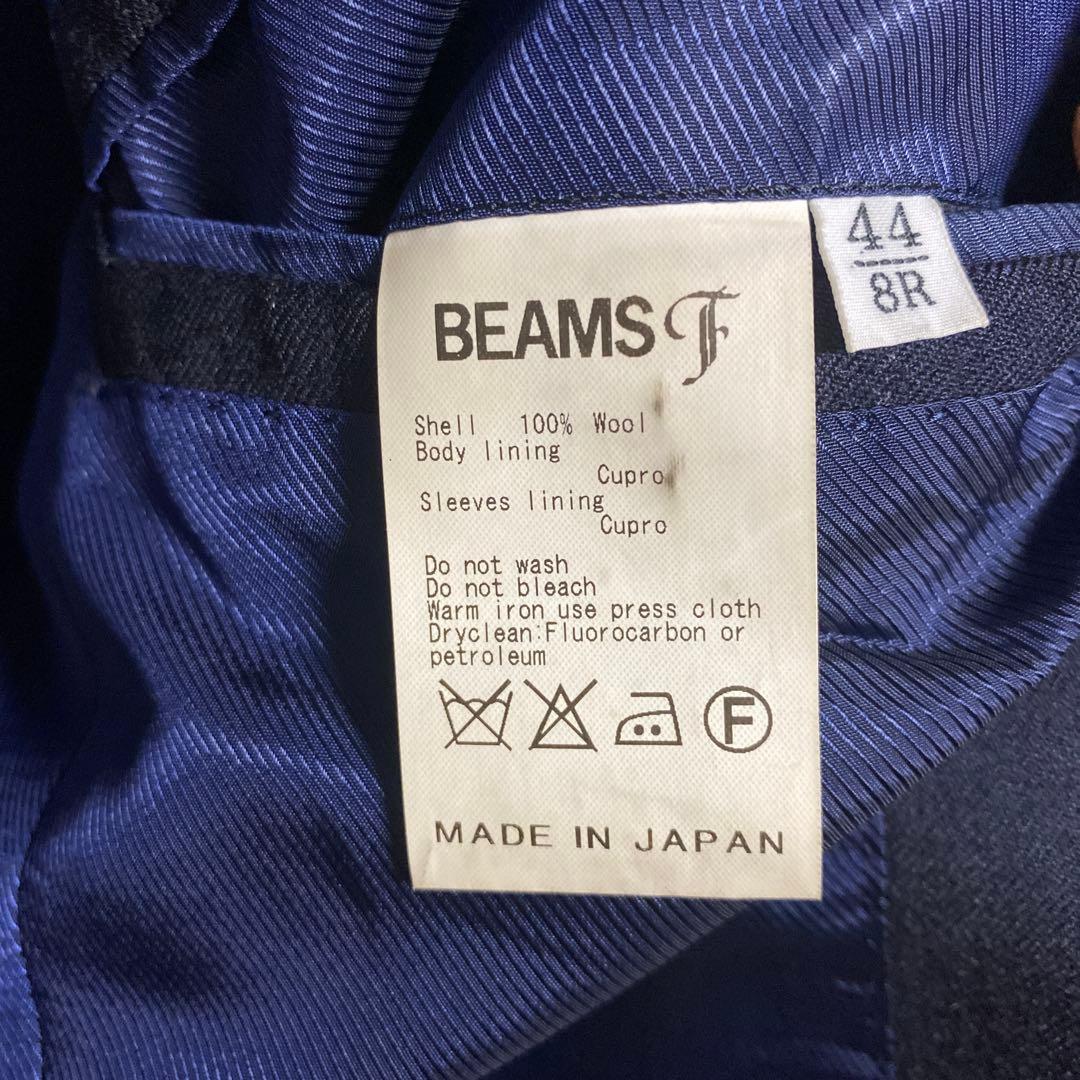 BEAMS F
44
8R
Shell 100% Wool
Body lining
Cupro
Sleeves lining
Cupro
Do not wash
Do not bleach
Warm iron use press cloth
Dryclean:Fluorocarbon or
petroleum
F
MADE IN JAPAN